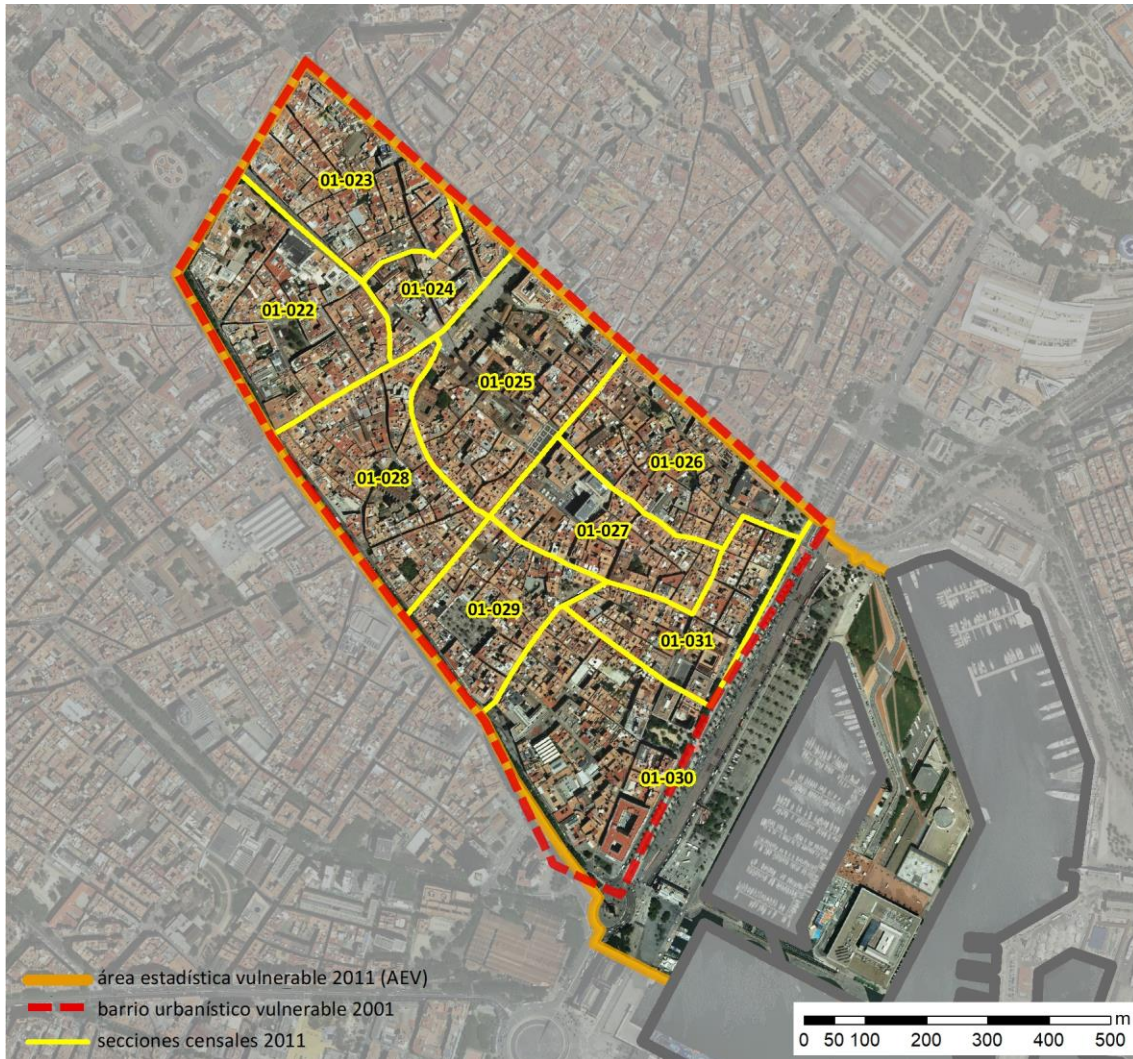 01-023
01-024
01-022
01-025
01-026
01-028
01-027
01-029
01-031
01-030
área estadística vulnerable 2011 (AEV)
barrio urbanístico vulnerable 2001
secciones censales 2011
m
0 50 100 200 300 400 500